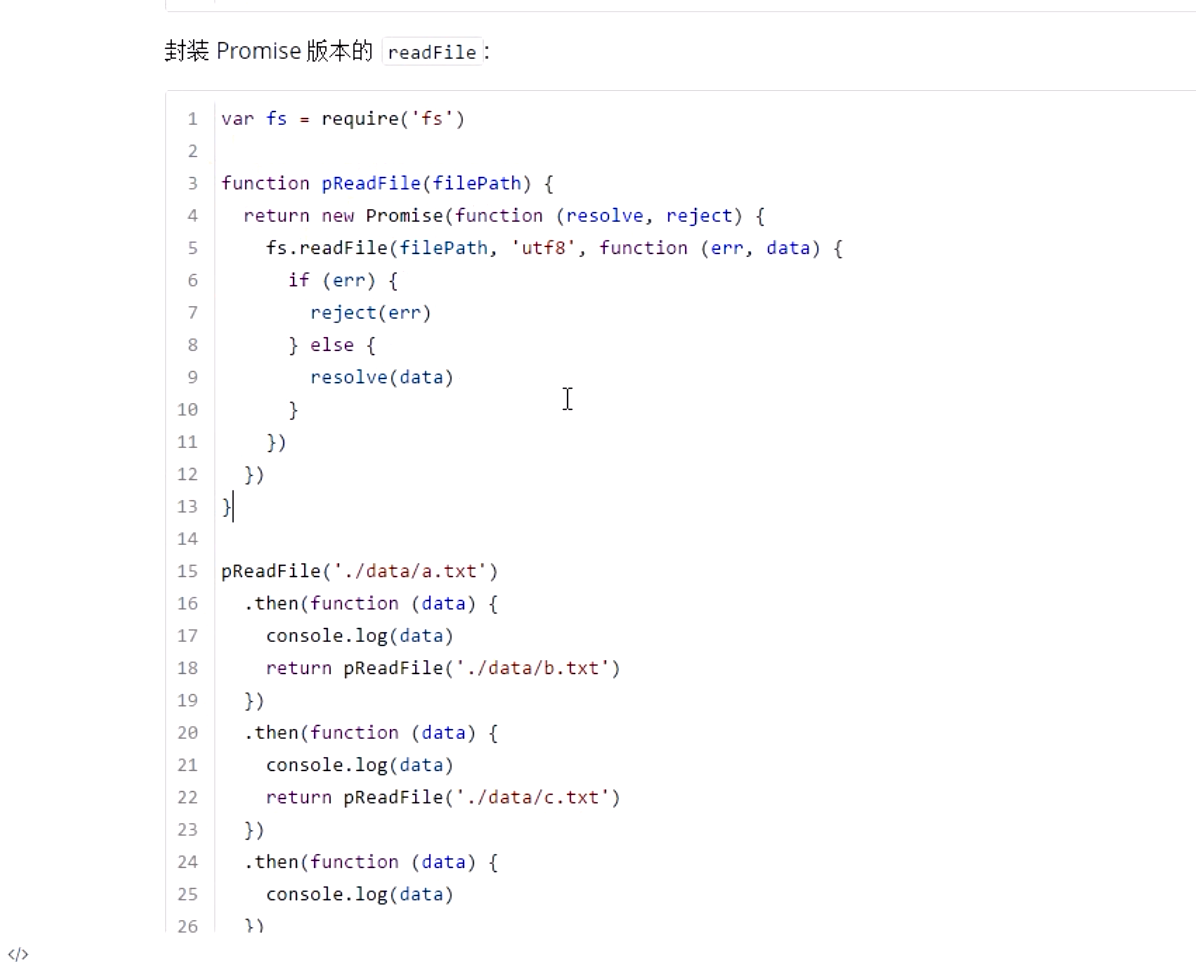 封装 Promise 版本的 readFile:
1 var fs = require('fs')
2
3 function pReadFile(filePath) {
4   return new Promise(function (resolve, reject) {
5     fs.readFile(filePath, 'utf8', function (err, data) {
6       if (err) {
7         reject(err)
8       } else {
9         resolve(data)
10       }
11     })
12   })
13 }
14
15 pReadFile('./data/a.txt')
16   .then(function (data) {
17     console.log(data)
18     return pReadFile('./data/b.txt')
19   })
20   .then(function (data) {
21     console.log(data)
22     return pReadFile('./data/c.txt')
23   })
24   .then(function (data) {
25     console.log(data)
26   })
</>